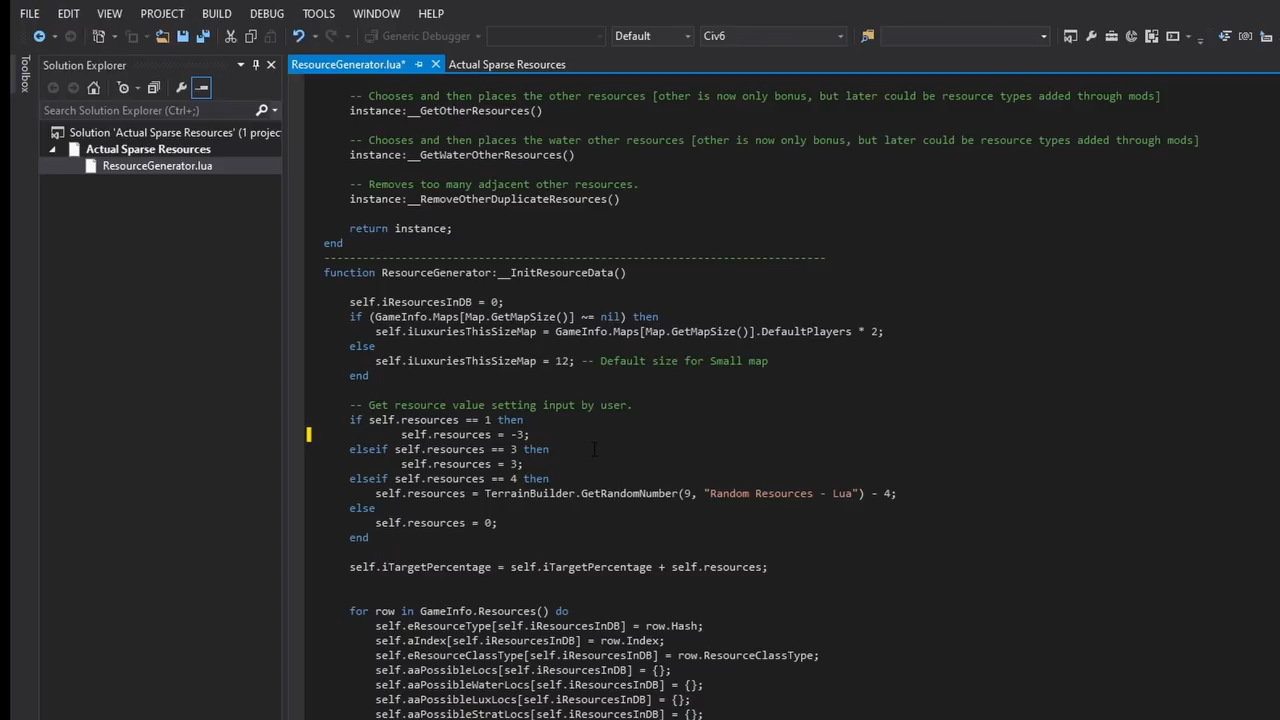 FILE EDIT VIEW PROJECT BUILD DEBUG TOOLS WINDOW HELP
Generic Debugger Default Civ6
Toolbox
Solution Explorer
ResourceGenerator.lua* Actual Sparse Resources
Search Solution Explorer (Ctrl+;)
Solution 'Actual Sparse Resources' (1 projec
Actual Sparse Resources
ResourceGenerator.lua
-- Chooses and then places the other resources [other is now only bonus, but later could be resource types added through mods]
instance:__GetOtherResources()
-- Chooses and then places the water other resources [other is now only bonus, but later could be resource types added through mods]
instance:__GetWaterOtherResources()
-- Removes too many adjacent other resources.
instance:__RemoveOtherDuplicateResources()
return instance;
end
------------------------------------------------------------------------------
function ResourceGenerator:__InitResourceData()
self.iResourcesInDB = 0;
if (GameInfo.Maps[Map.GetMapSize()] ~= nil) then
self.iLuxuriesThisSizeMap = GameInfo.Maps[Map.GetMapSize()].DefaultPlayers * 2;
else
self.iLuxuriesThisSizeMap = 12; -- Default size for Small map
end
-- Get resource value setting input by user.
if self.resources == 1 then
self.resources = -3;
elseif self.resources == 3 then
self.resources = 3;
elseif self.resources == 4 then
self.resources = TerrainBuilder.GetRandomNumber(9, "Random Resources - Lua") - 4;
else
self.resources = 0;
end
self.iTargetPercentage = self.iTargetPercentage + self.resources;
for row in GameInfo.Resources() do
self.eResourceType[self.iResourcesInDB] = row.Hash;
self.aIndex[self.iResourcesInDB] = row.Index;
self.eResourceClassType[self.iResourcesInDB] = row.ResourceClassType;
self.aaPossibleLocs[self.iResourcesInDB] = {};
self.aaPossibleWaterLocs[self.iResourcesInDB] = {};
self.aaPossibleLuxLocs[self.iResourcesInDB] = {};
self.aaPossibleStratLocs[self.iResourcesInDB] = {};